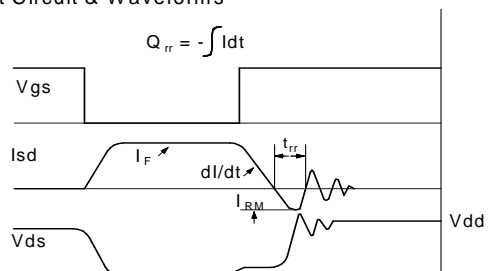 t Circuit & Waveforms
Q rr = - ∫ Idt
Vgs
Isd
I F
dI/dt
t rr
I RM
Vds
Vdd